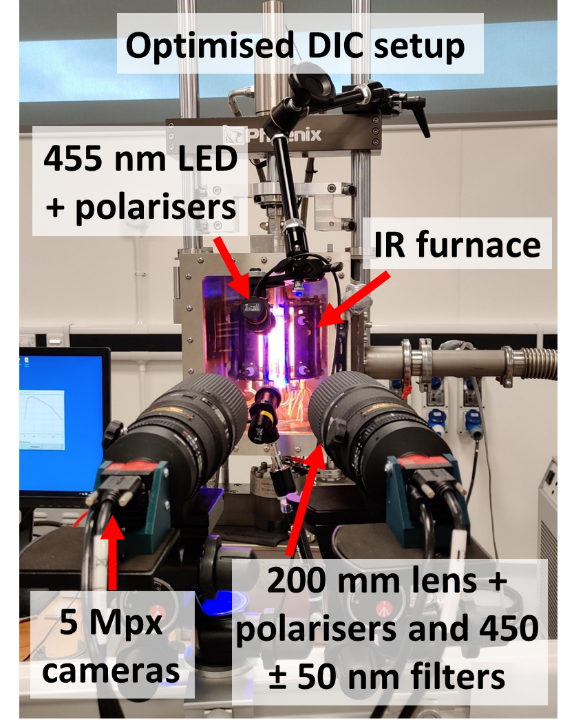 Optimised DIC setup
Phoenix
455 nm LED
+ polarisers
IR furnace
200 mm lens +
polarisers and 450
± 50 nm filters
5 Mpx
cameras